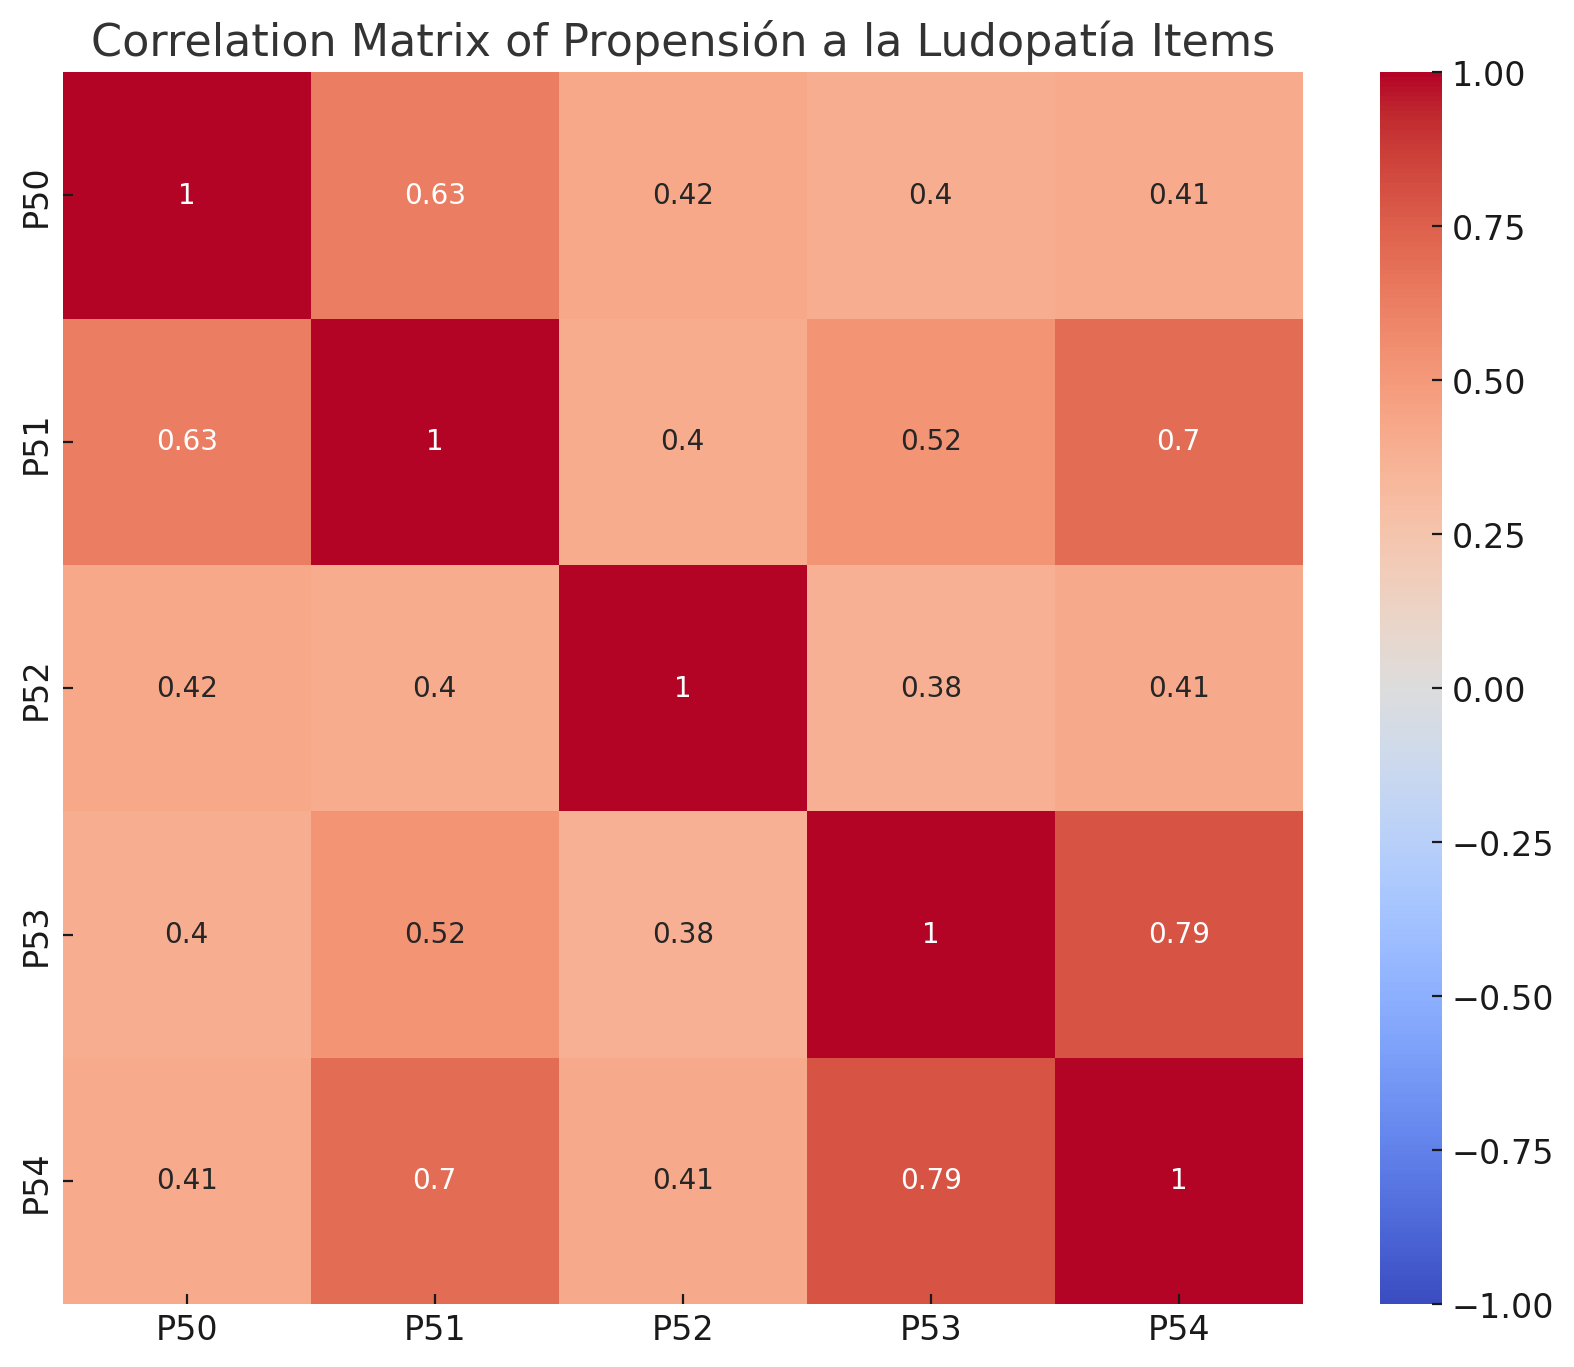 Correlation Matrix of Propensión a la Ludopatía Items
P50 1 0.63 0.42 0.4 0.41
P51 0.63 1 0.4 0.52 0.7
P52 0.42 0.4 1 0.38 0.41
P53 0.4 0.52 0.38 1 0.79
P54 0.41 0.7 0.41 0.79 1
P50 P51 P52 P53 P54
1.00
0.75
0.50
0.25
0.00
−0.25
−0.50
−0.75
−1.00